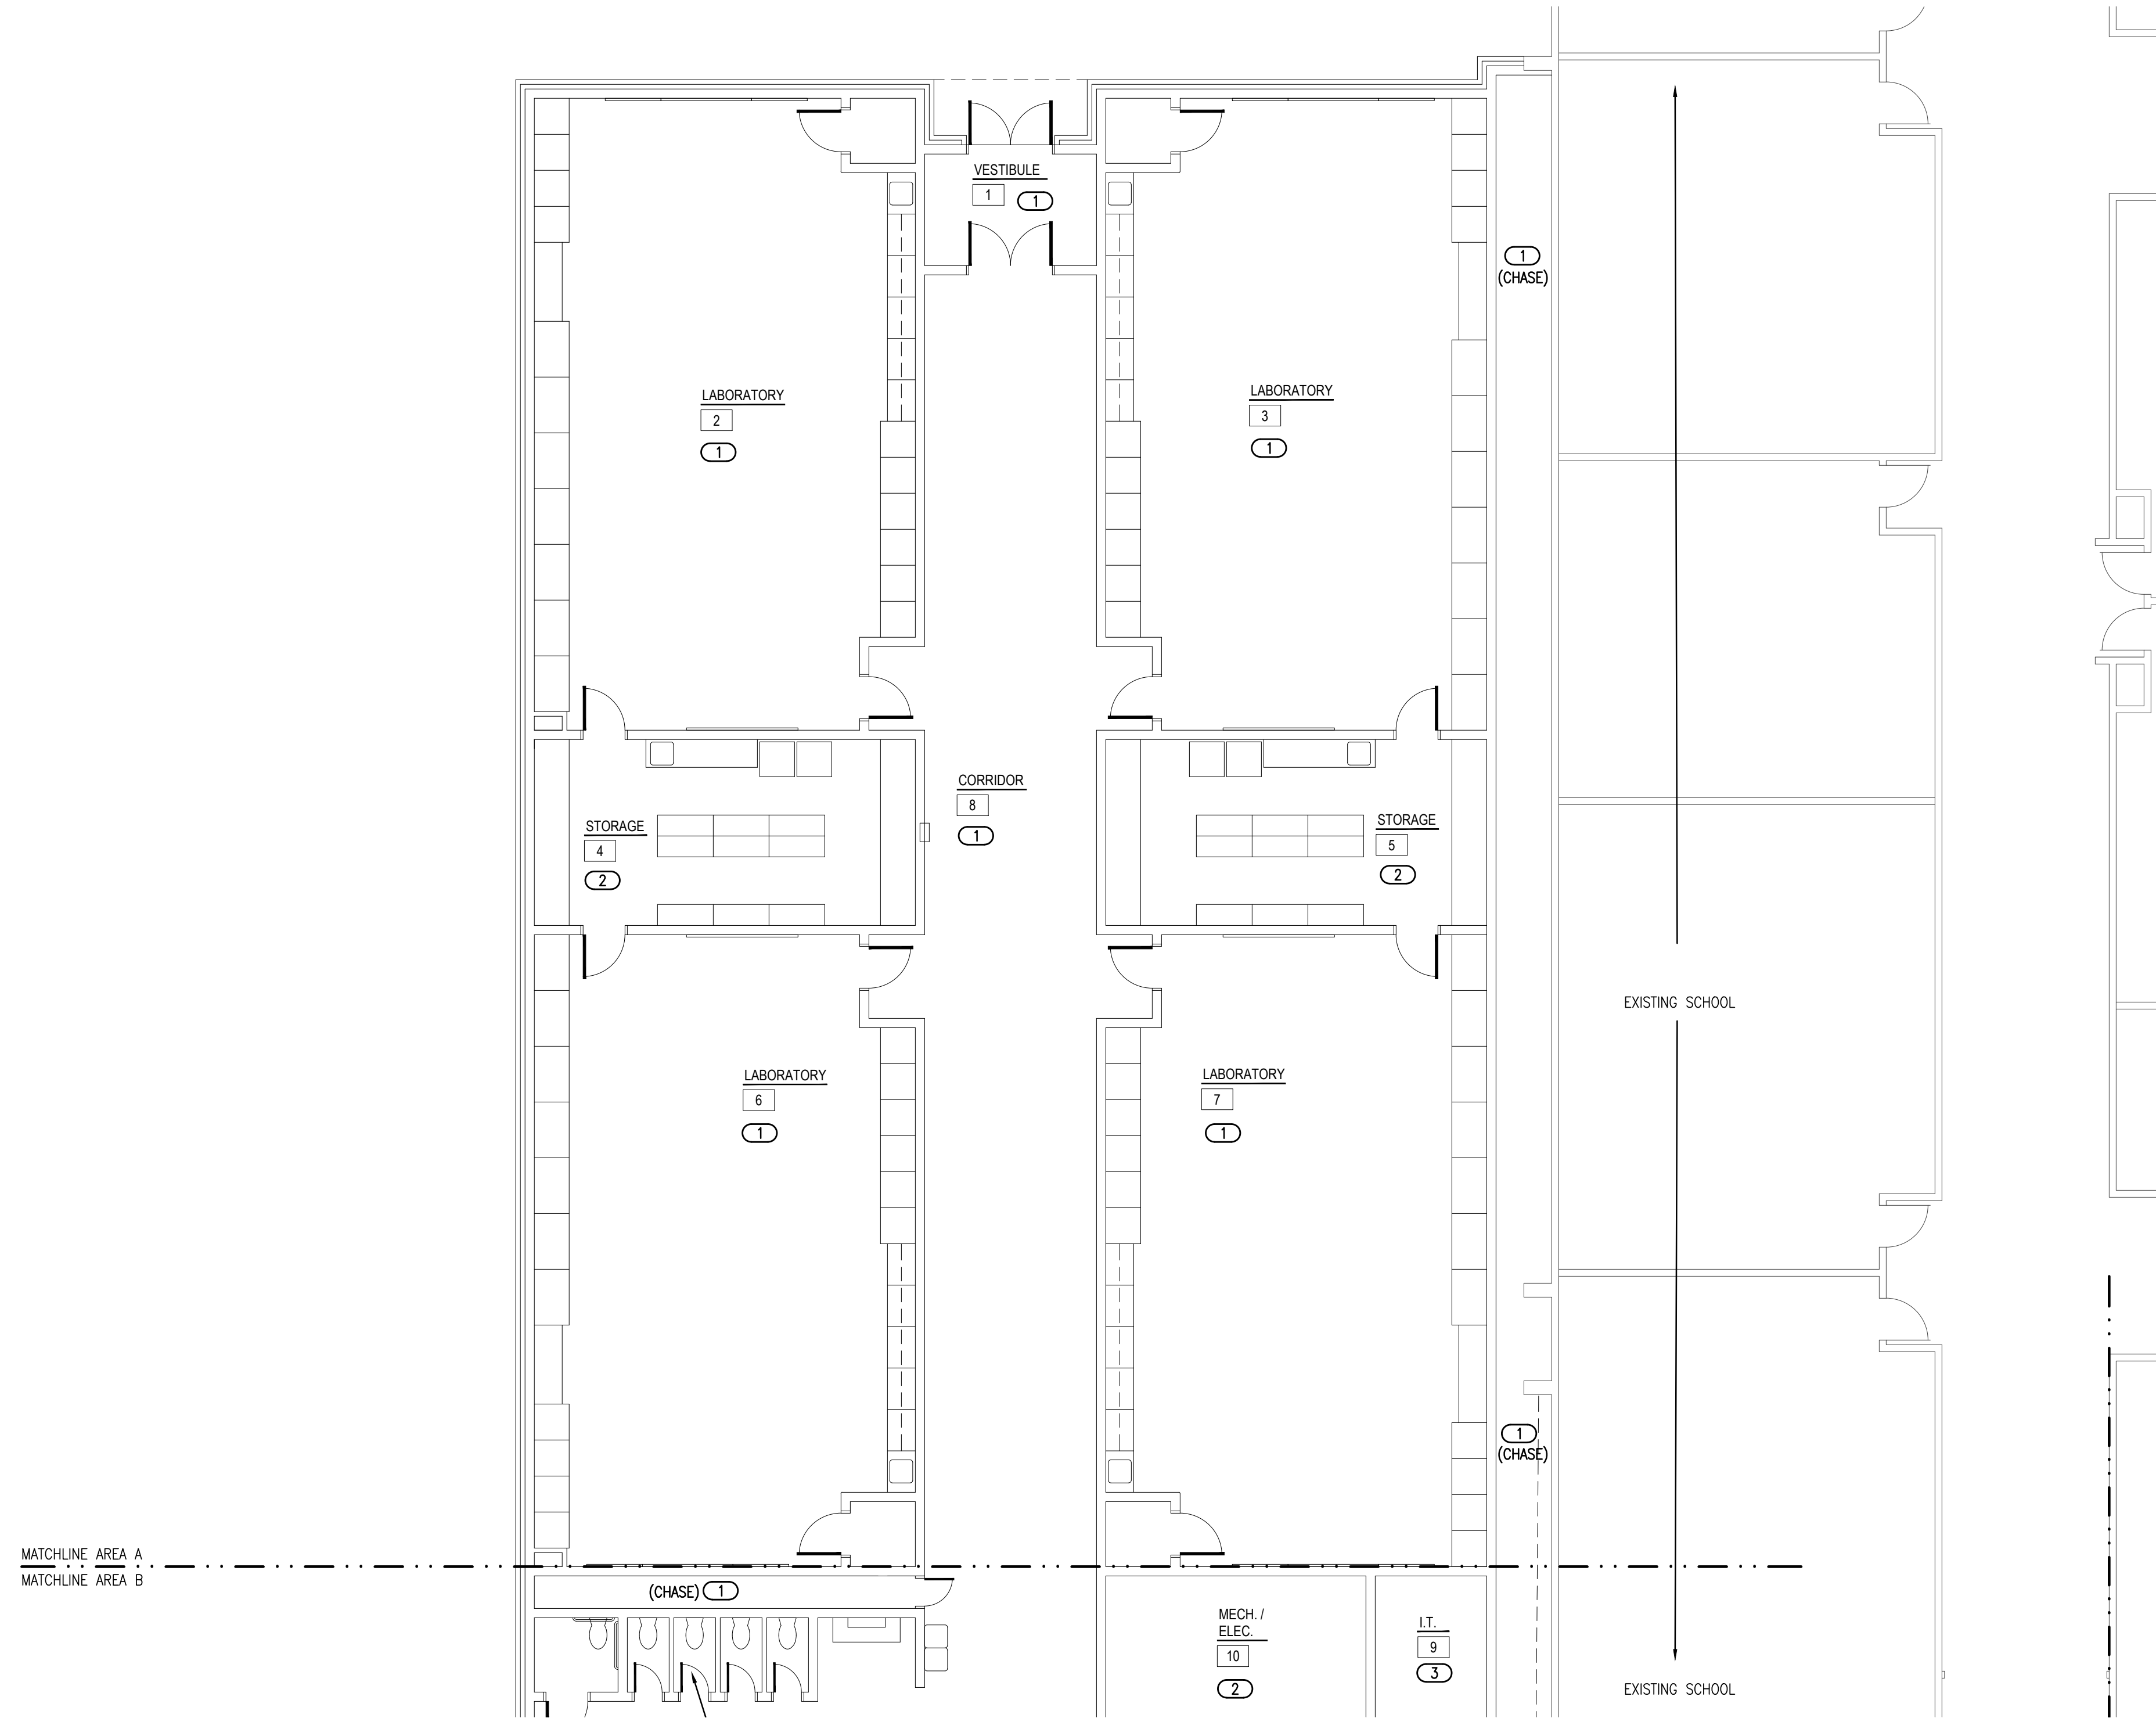 VESTIBULE
1
1
1
(CHASE)
LABORATORY
2
1
LABORATORY
3
1
CORRIDOR
8
1
STORAGE
4
2
STORAGE
5
2
EXISTING SCHOOL
LABORATORY
6
1
LABORATORY
7
1
1
(CHASE)
MATCHLINE AREA A
MATCHLINE AREA B
(CHASE) 1
MECH. /
ELEC.
10
2
I.T.
9
3
EXISTING SCHOOL